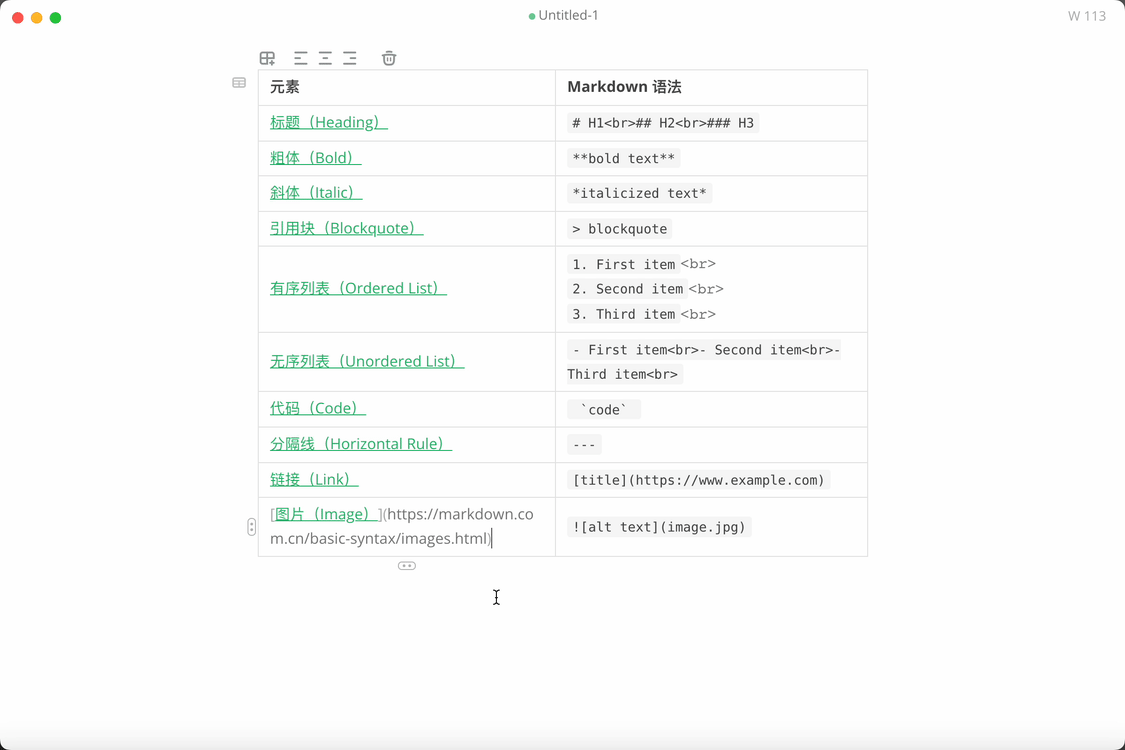 Untitled-1
W 113
元素
Markdown 语法
标题（Heading）
# H1<br>## H2<br>### H3
粗体（Bold）
**bold text**
斜体（Italic）
*italicized text*
引用块（Blockquote）
> blockquote
有序列表（Ordered List）
1. First item<br>
2. Second item<br>
3. Third item<br>
无序列表（Unordered List）
- First item<br>- Second item<br>-
Third item<br>
代码（Code）
`code`
分隔线（Horizontal Rule）
---
链接（Link）
[title](https://www.example.com)
[图片（Image）](https://markdown.co
m.cn/basic-syntax/images.html)
![alt text](image.jpg)